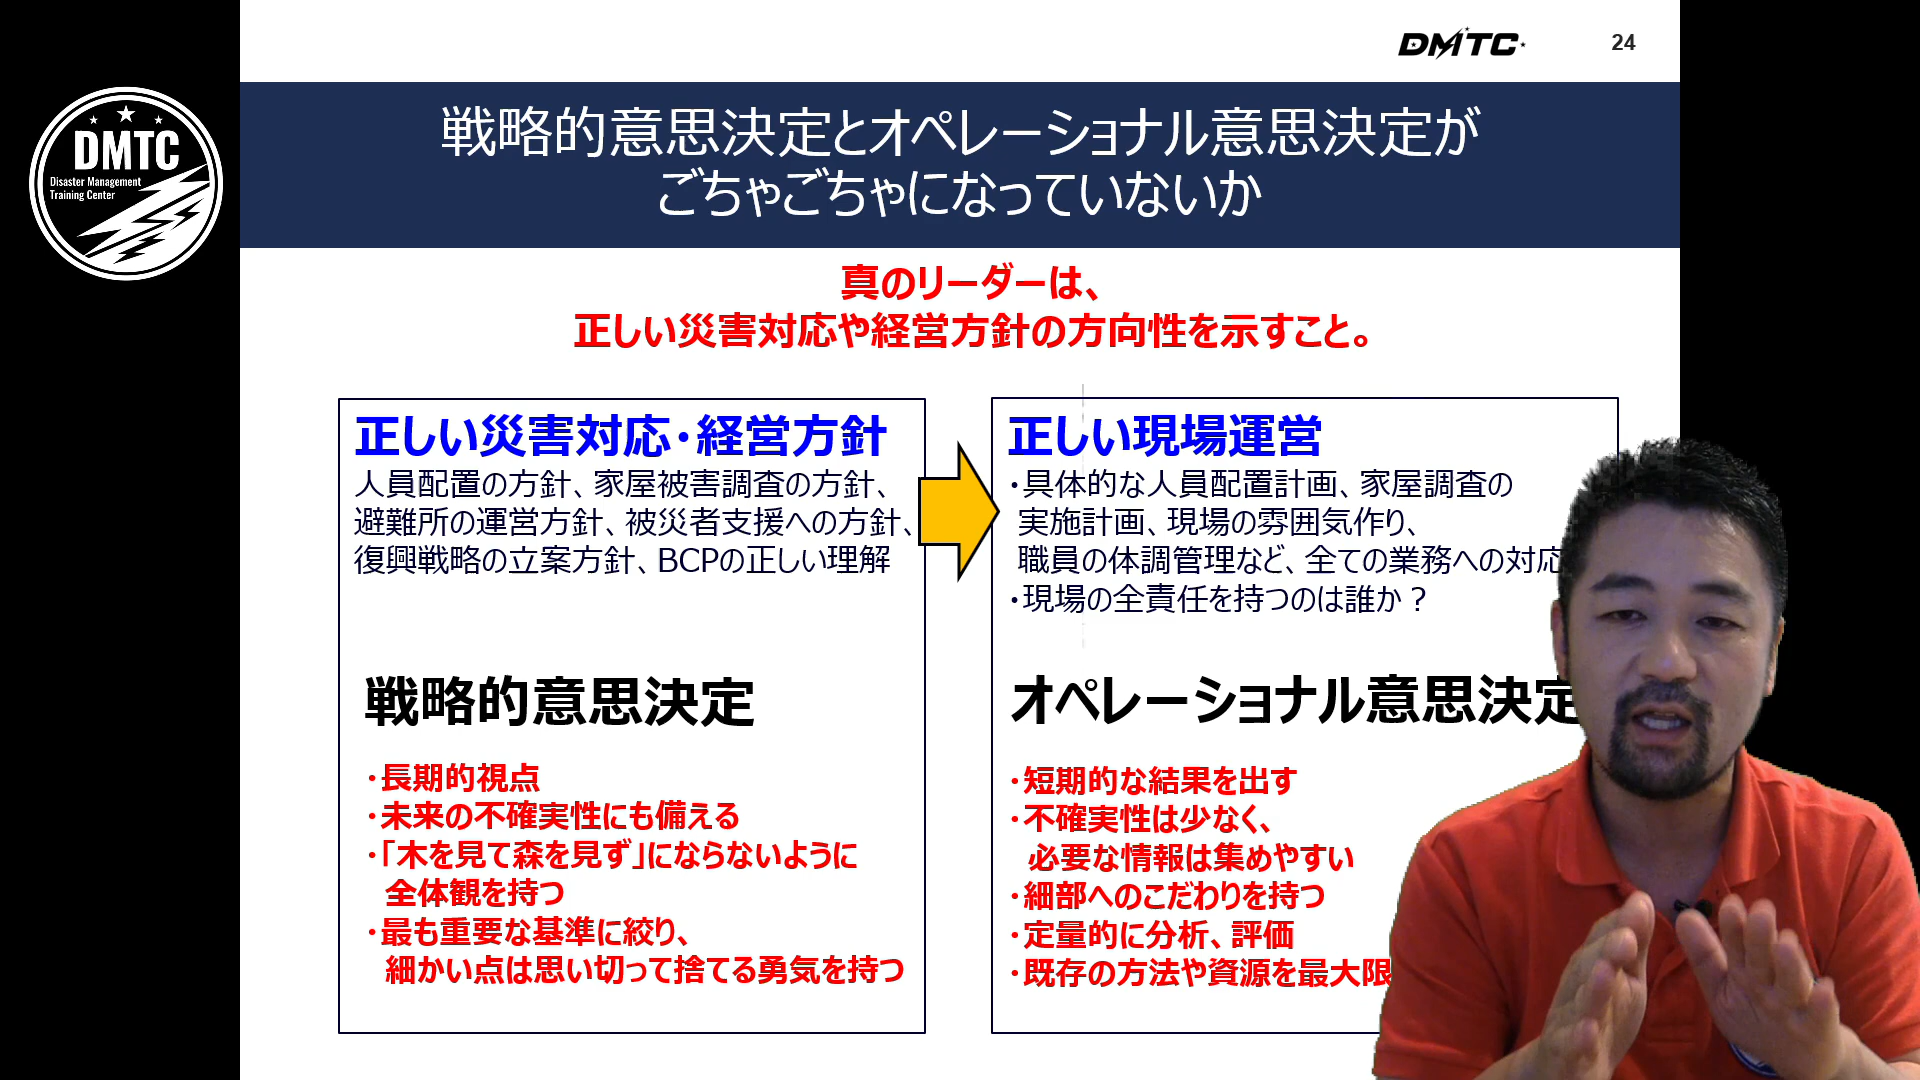 DMTC
24
DMTC
Disaster Management
Training Center
戦略的意思決定とオペレーショナル意思決定が
ごちゃごちゃになっていないか
真のリーダーは、
正しい災害対応や経営方針の方向性を示すこと。
正しい災害対応・経営方針
人員配置の方針、家屋被害調査の方針、
避難所の運営方針、被災者支援への方針、
復興戦略の立案方針、BCPの正しい理解
戦略的意思決定
・長期的視点
・未来の不確実性にも備える
・「木を見て森を見ず」にならないように
全体観を持つ
・最も重要な基準に絞り、
細かい点は思い切って捨てる勇気を持つ
正しい現場運営
・具体的な人員配置計画、家屋調査の
実施計画、現場の雰囲気作り、
職員の体調管理など、全ての業務への対応
・現場の全責任を持つのは誰か？
オペレーショナル意思決定
・短期的な結果を出す
・不確実性は少なく、
必要な情報は集めやすい
・細部へのこだわりを持つ
・定量的に分析、評価
・既存の方法や資源を最大限